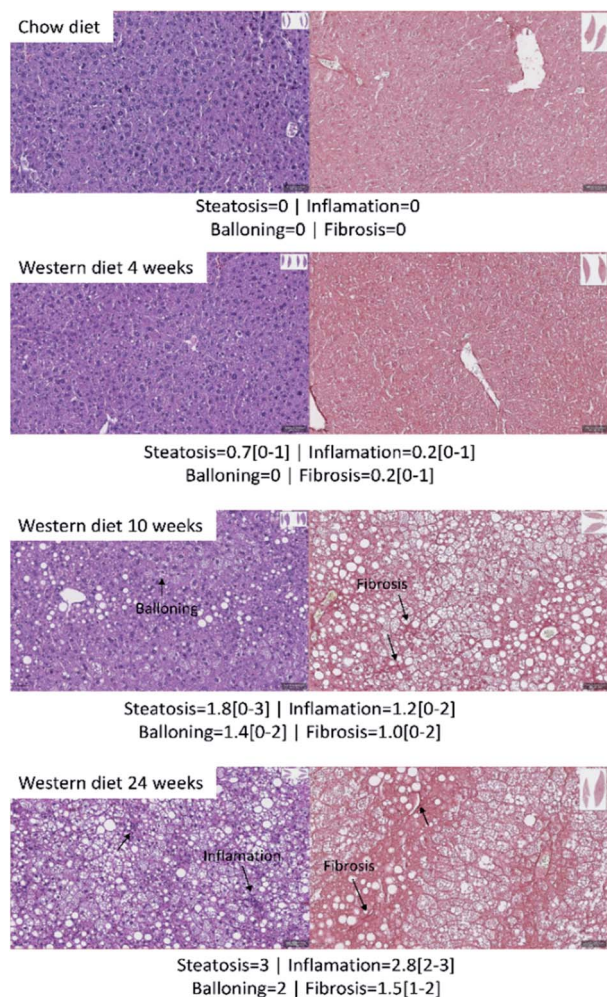 Chow diet
Steatosis=0 | Inflamation=0
Balloning=0 | Fibrosis=0
Western diet 4 weeks
Steatosis=0.7[0-1] | Inflamation=0.2[0-1]
Balloning=0 | Fibrosis=0.2[0-1]
Western diet 10 weeks
Balloning
Fibrosis
Steatosis=1.8[0-3] | Inflamation=1.2[0-2]
Balloning=1.4[0-2] | Fibrosis=1.0[0-2]
Western diet 24 weeks
Inflamation
Fibrosis
Steatosis=3 | Inflamation=2.8[2-3]
Balloning=2 | Fibrosis=1.5[1-2]